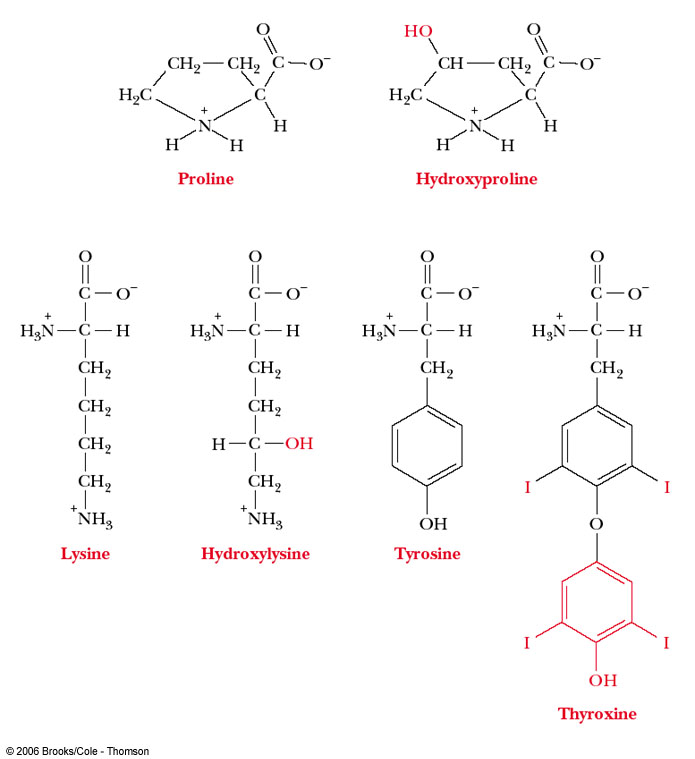 HO
O O
CH₂ CH₂ C O⁻ CH CH₂ C O⁻
H₂C C H₂C C
+ +
N H N H
H H H H
Proline Hydroxyproline
O O O O
C O⁻ C O⁻ C O⁻ C O⁻
+ + + +
H₃N C H H₃N C H H₃N C H H₃N C H
CH₂ CH₂ CH₂ CH₂
CH₂ CH₂
CH₂ H C OH
CH₂ CH₂ I I
⁺NH₃ ⁺NH₃ OH O
Lysine Hydroxylysine Tyrosine
I I
OH
Thyroxine
© 2006 Brooks/Cole - Thomson